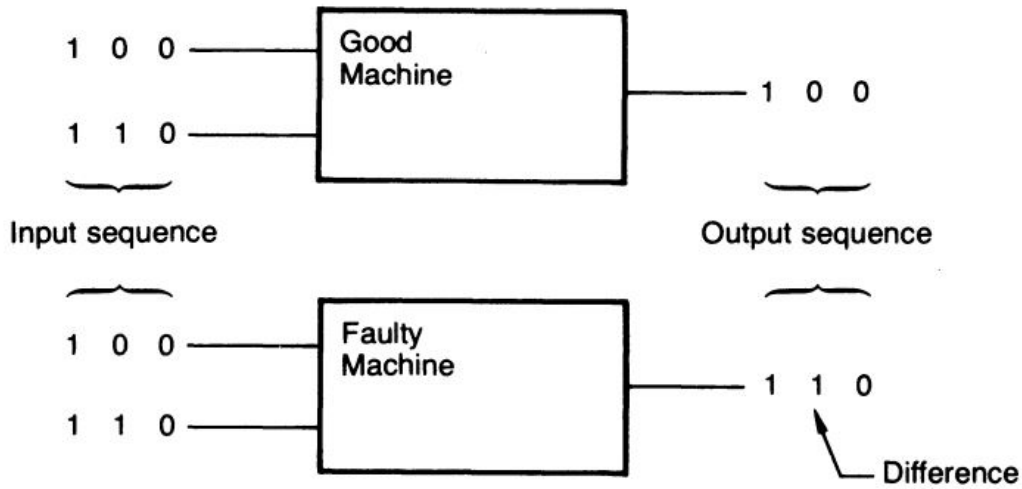 1 0 0
Good
Machine
1 0 0
1 1 0
Input sequence
Output sequence
1 0 0
Faulty
Machine
1 1 0
1 1 0
Difference